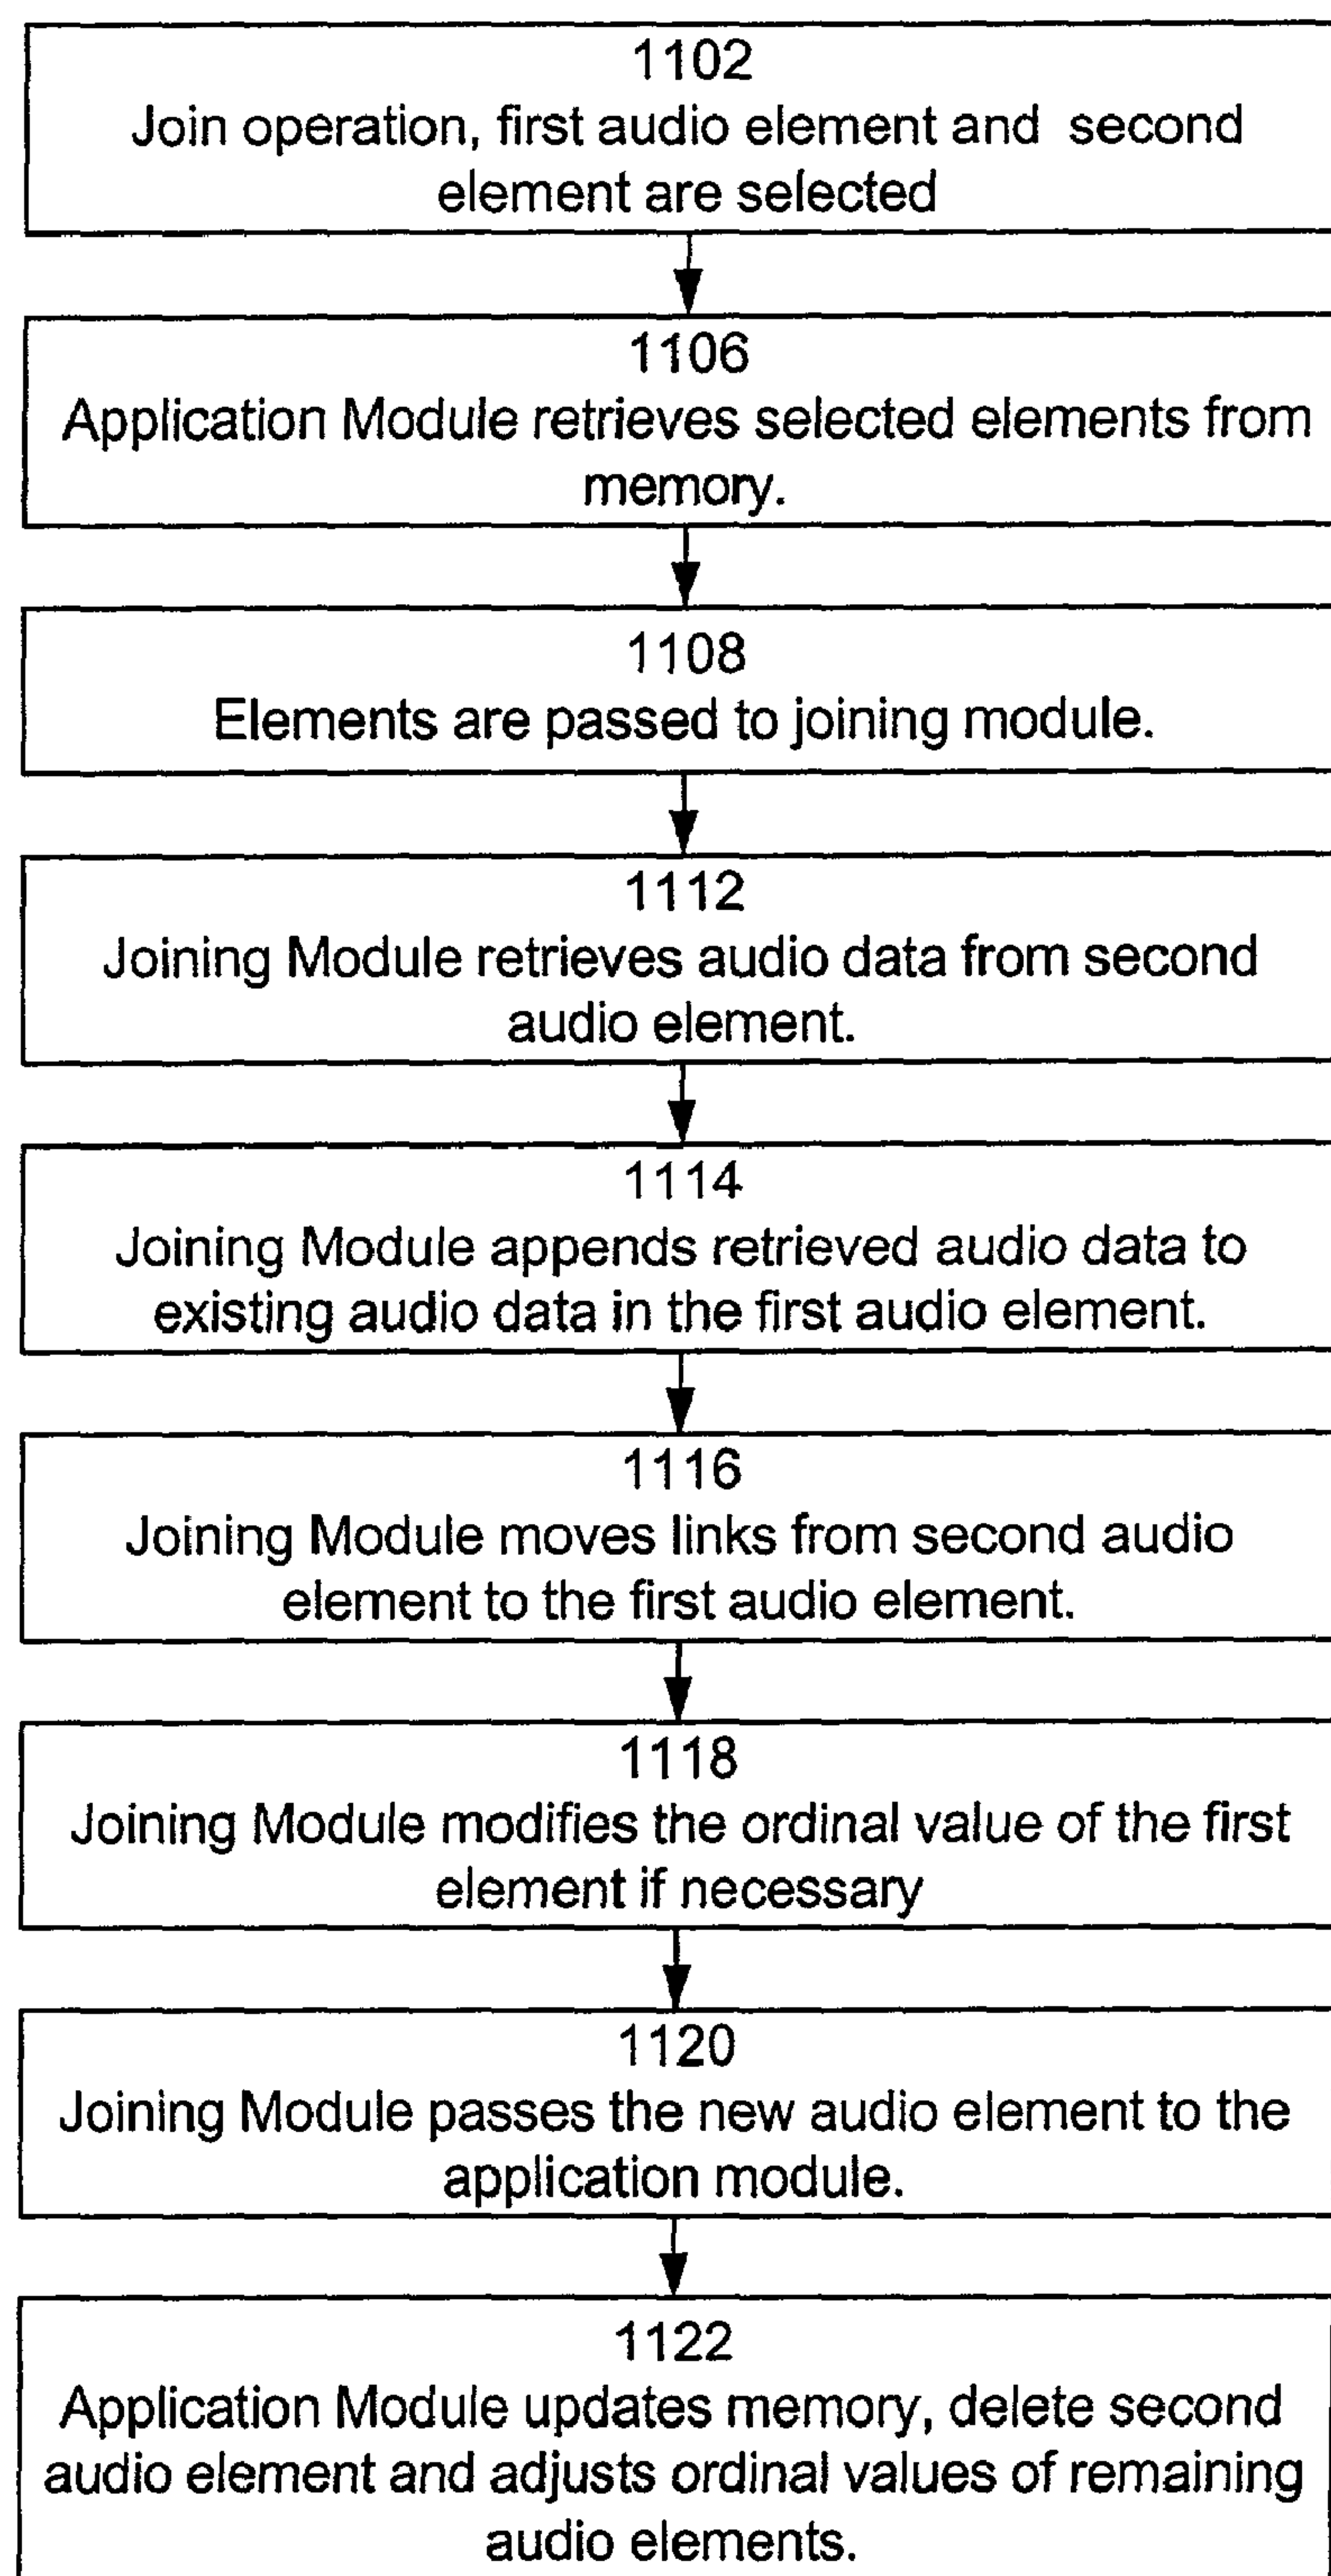 1102
Join operation, first audio element and second
element are selected
1106
Application Module retrieves selected elements from
memory.
1108
Elements are passed to joining module.
1112
Joining Module retrieves audio data from second
audio element.
1114
Joining Module appends retrieved audio data to
existing audio data in the first audio element.
1116
Joining Module moves links from second audio
element to the first audio element.
1118
Joining Module modifies the ordinal value of the first
element if necessary
1120
Joining Module passes the new audio element to the
application module.
1122
Application Module updates memory, delete second
audio element and adjusts ordinal values of remaining
audio elements.